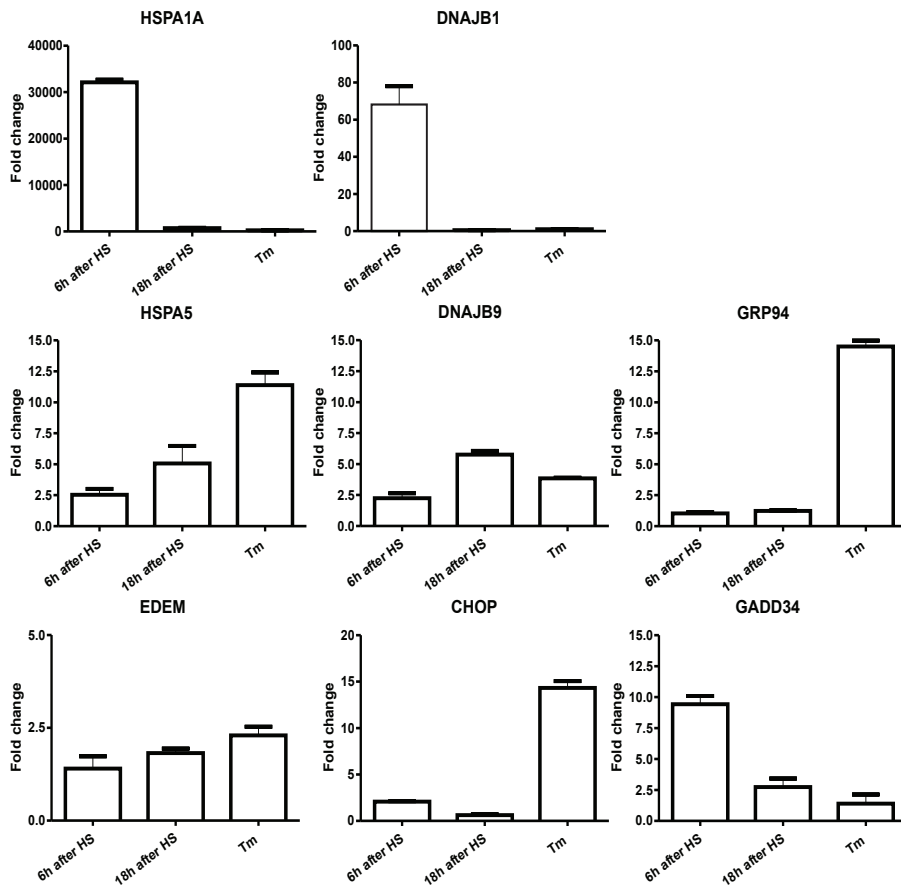 HSPA1A
Fold change
40000
30000
20000
10000
0
6h after HS
18h after HS
Tm
DNAJB1
Fold change
100
80
60
40
20
0
6h after HS
18h after HS
Tm
HSPA5
Fold change
15.0
12.5
10.0
7.5
5.0
2.5
0.0
6h after HS
18h after HS
Tm
DNAJB9
Fold change
15.0
12.5
10.0
7.5
5.0
2.5
0.0
6h after HS
18h after HS
Tm
GRP94
Fold change
15.0
12.5
10.0
7.5
5.0
2.5
0.0
6h after HS
18h after HS
Tm
EDEM
Fold change
5.0
2.5
0.0
6h after HS
18h after HS
Tm
CHOP
Fold change
20
15
10
5
0
6h after HS
18h after HS
Tm
GADD34
Fold change
15.0
12.5
10.0
7.5
5.0
2.5
0.0
6h after HS
18h after HS
Tm